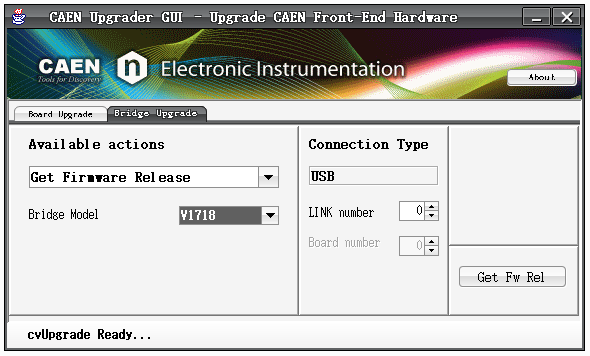 CAEN Upgrader GUI - Upgrade CAEN Front-End Hardware
CAEN n Electronic Instrumentation
Tools for Discovery
About
Board Upgrade Bridge Upgrade
Available actions
Get Firmware Release
Bridge Model V1718
Connection Type
USB
LINK number 0
Board number 0
Get Fw Rel
cvUpgrade Ready...